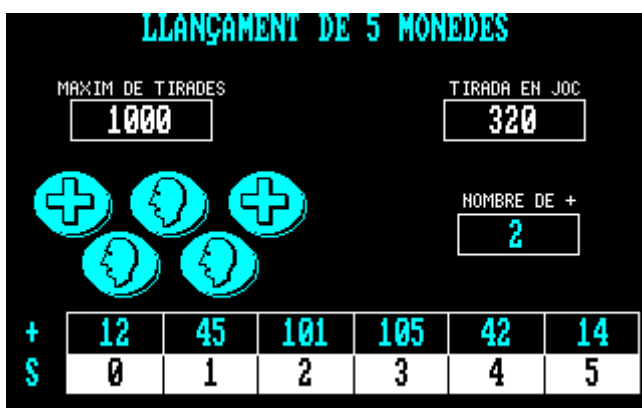 LLANÇAMENT DE 5 MONEDES
MAXIM DE TIRADES TIRADA EN JOC
1000 320
NOMBRE DE +
2
+ 12 45 101 105 42 14
S 0 1 2 3 4 5